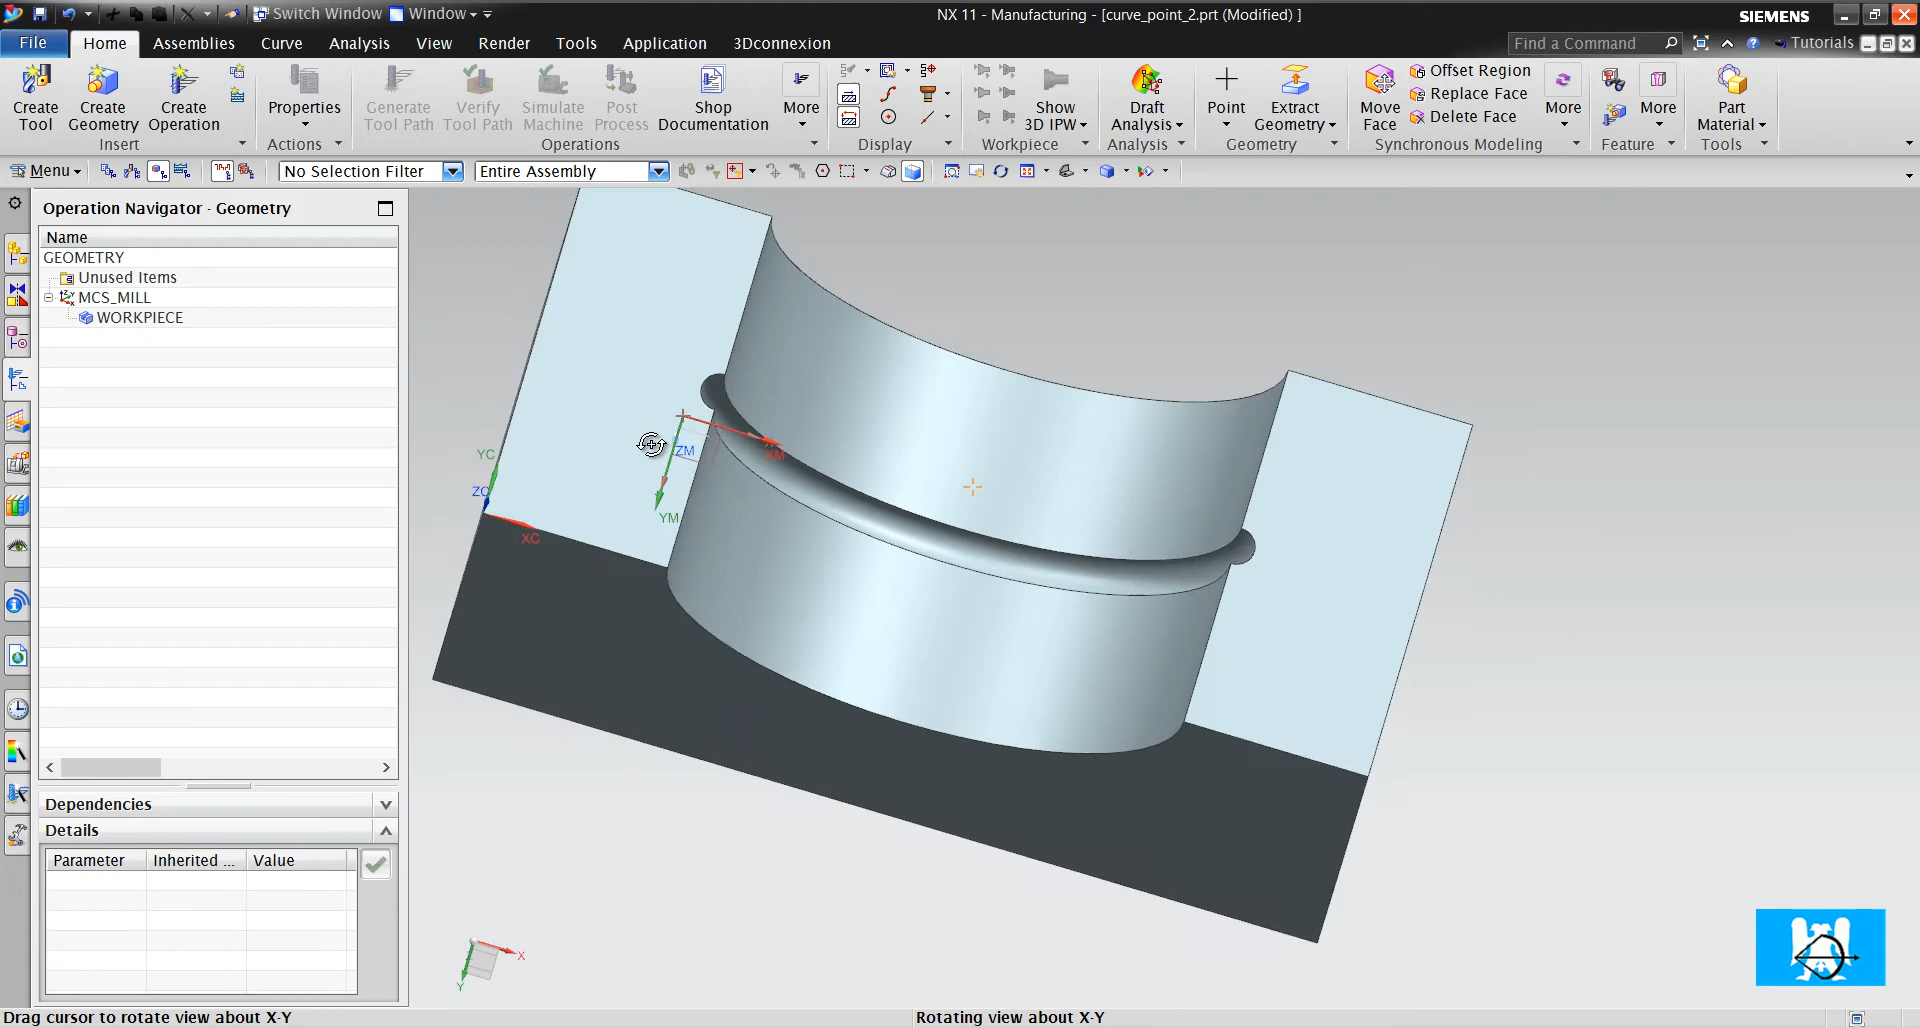 Switch Window Window NX 11 - Manufacturing - [curve_point_2.prt (Modified) ] SIEMENS
File Home Assemblies Curve Analysis View Render Tools Application 3Dconnexion Find a Command Tutorials
Create Tool
Create Geometry
Create Operation
Properties
Generate Tool Path
Verify Tool Path
Simulate Machine
Post Process
Shop Documentation
More
Show 3D IPW
Draft Analysis
Point
Extract Geometry
Move Face
Offset Region
Replace Face
Delete Face
More
More
Part Material
Insert Actions Operations Display Workpiece Analysis Geometry Synchronous Modeling Feature Tools
Menu No Selection Filter Entire Assembly
Operation Navigator - Geometry
Name
GEOMETRY
Unused Items
MCS_MILL
WORKPIECE
Dependencies
Details
Parameter Inherited ... Value
YC
ZC
XC
ZM
XM
YM
X
Y
Drag cursor to rotate view about X-Y Rotating view about X-Y